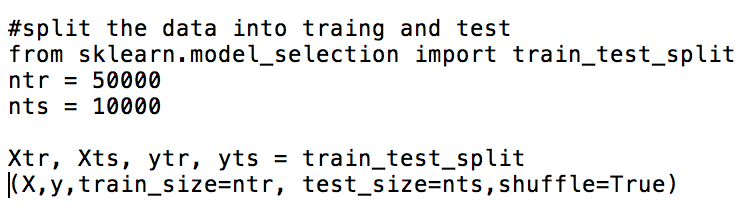 #split the data into traing and test
from sklearn.model_selection import train_test_split
ntr = 50000
nts = 10000
Xtr, Xts, ytr, yts = train_test_split
(X,y,train_size=ntr, test_size=nts,shuffle=True)